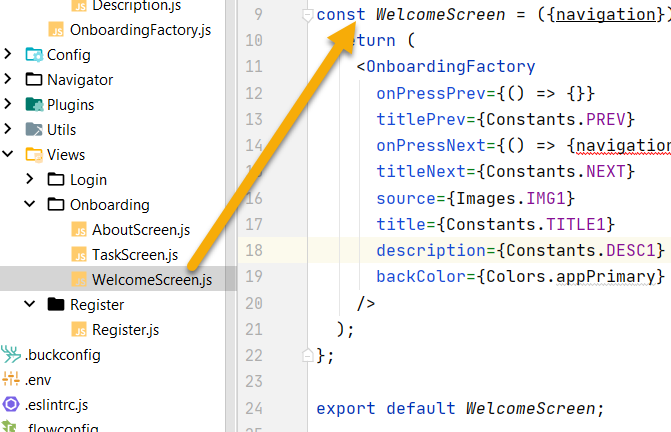 Description.js
OnboardingFactory.js
Config
Navigator
Plugins
Utils
Views
Login
Onboarding
AboutScreen.js
TaskScreen.js
WelcomeScreen.js
Register
Register.js
.buckconfig
.env
.eslintrc.js
.flowconfig
9 const WelcomeScreen = ({navigation})
10 return (
11 <OnboardingFactory
12 onPressPrev={() => {}}
13 titlePrev={Constants.PREV}
14 onPressNext={() => {navigation
titleNext={Constants.NEXT}
16 source={Images.IMG1}
17 title={Constants.TITLE1}
18 description={Constants.DESC1}
19 backColor={Colors.appPrimary}
20 />
21 );
22 };
23
24 export default WelcomeScreen;